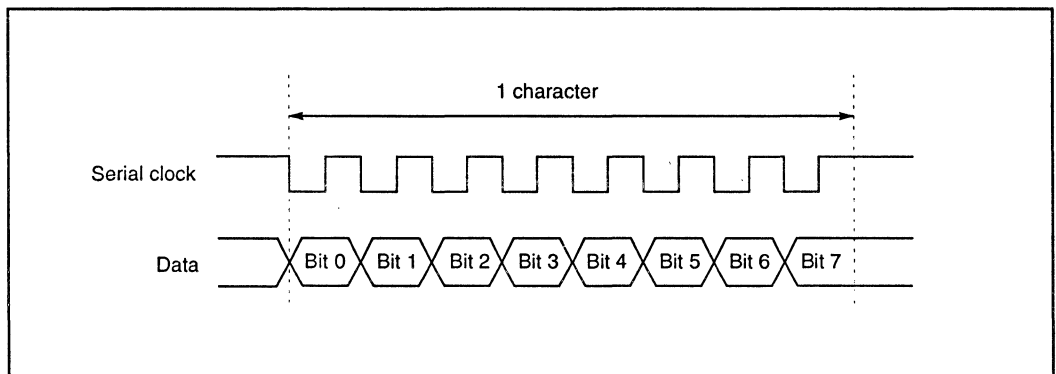 1 character
Serial clock
Data
Bit 0 Bit 1 Bit 2 Bit 3 Bit 4 Bit 5 Bit 6 Bit 7